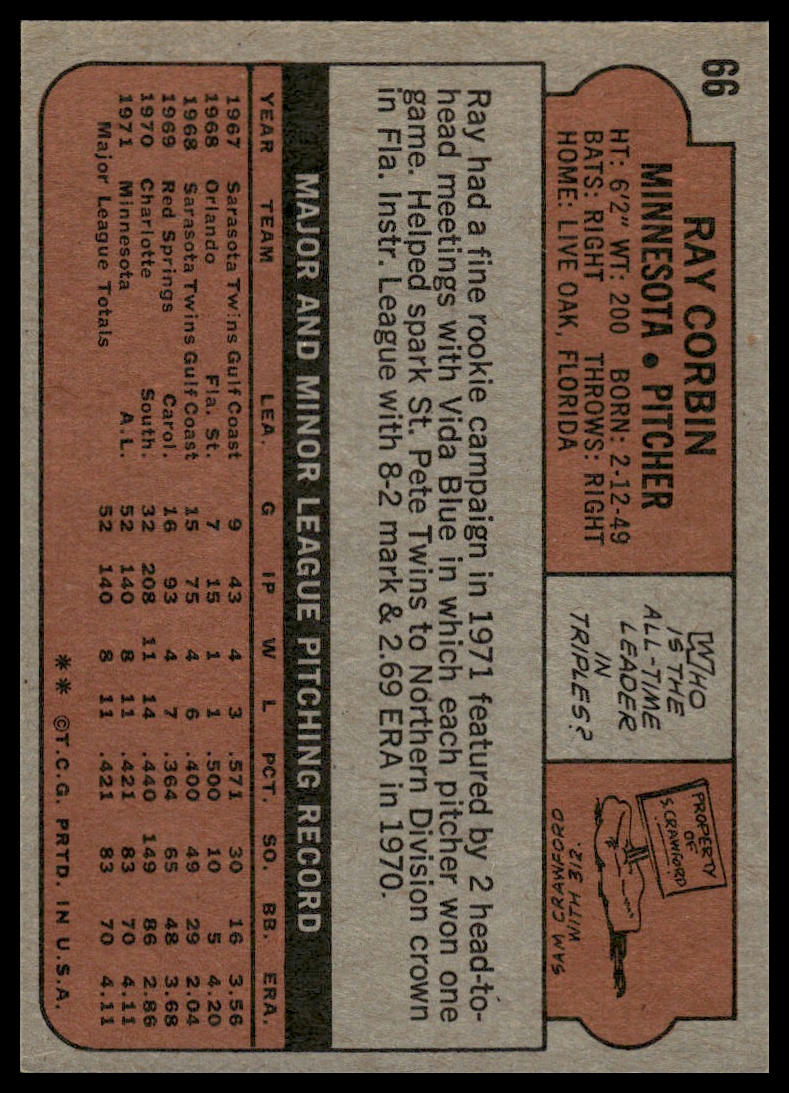 66
RAY CORBIN
MINNESOTA • PITCHER
HT: 6'2" WT: 200 BORN: 2-12-49
BATS: RIGHT THROWS: RIGHT
HOME: LIVE OAK, FLORIDA
WHO
IS THE
ALL-TIME
LEADER
IN
TRIPLES?
PROPERTY
OF
S. CRAWFORD
SAM CRAWFORD
WITH 312.
Ray had a fine rookie campaign in 1971 featured by 2 head-to-
head meetings with Vida Blue in which each pitcher won one
game. Helped spark St. Pete Twins to Northern Division crown
in Fla. Instr. League with 8-2 mark & 2.69 ERA in 1970.
MAJOR AND MINOR LEAGUE PITCHING RECORD
YEAR TEAM LEA. G IP W L PCT. SO. BB. ERA.
1967 Sarasota Twins Gulf Coast 9 43 4 3 .571 30 16 3.56
1968 Orlando Fla. St. 7 15 1 1 .500 10 5 4.20
1968 Sarasota Twins Gulf Coast 15 75 4 6 .400 49 29 2.04
1969 Red Springs Carol. 16 93 4 7 .364 65 48 3.68
1970 Charlotte South. 32 208 11 14 .440 149 86 2.86
1971 Minnesota A.L. 52 140 8 11 .421 83 70 4.11
Major League Totals 52 140 8 11 .421 83 70 4.11
** ©T.C.G. PRTD. IN U.S.A.